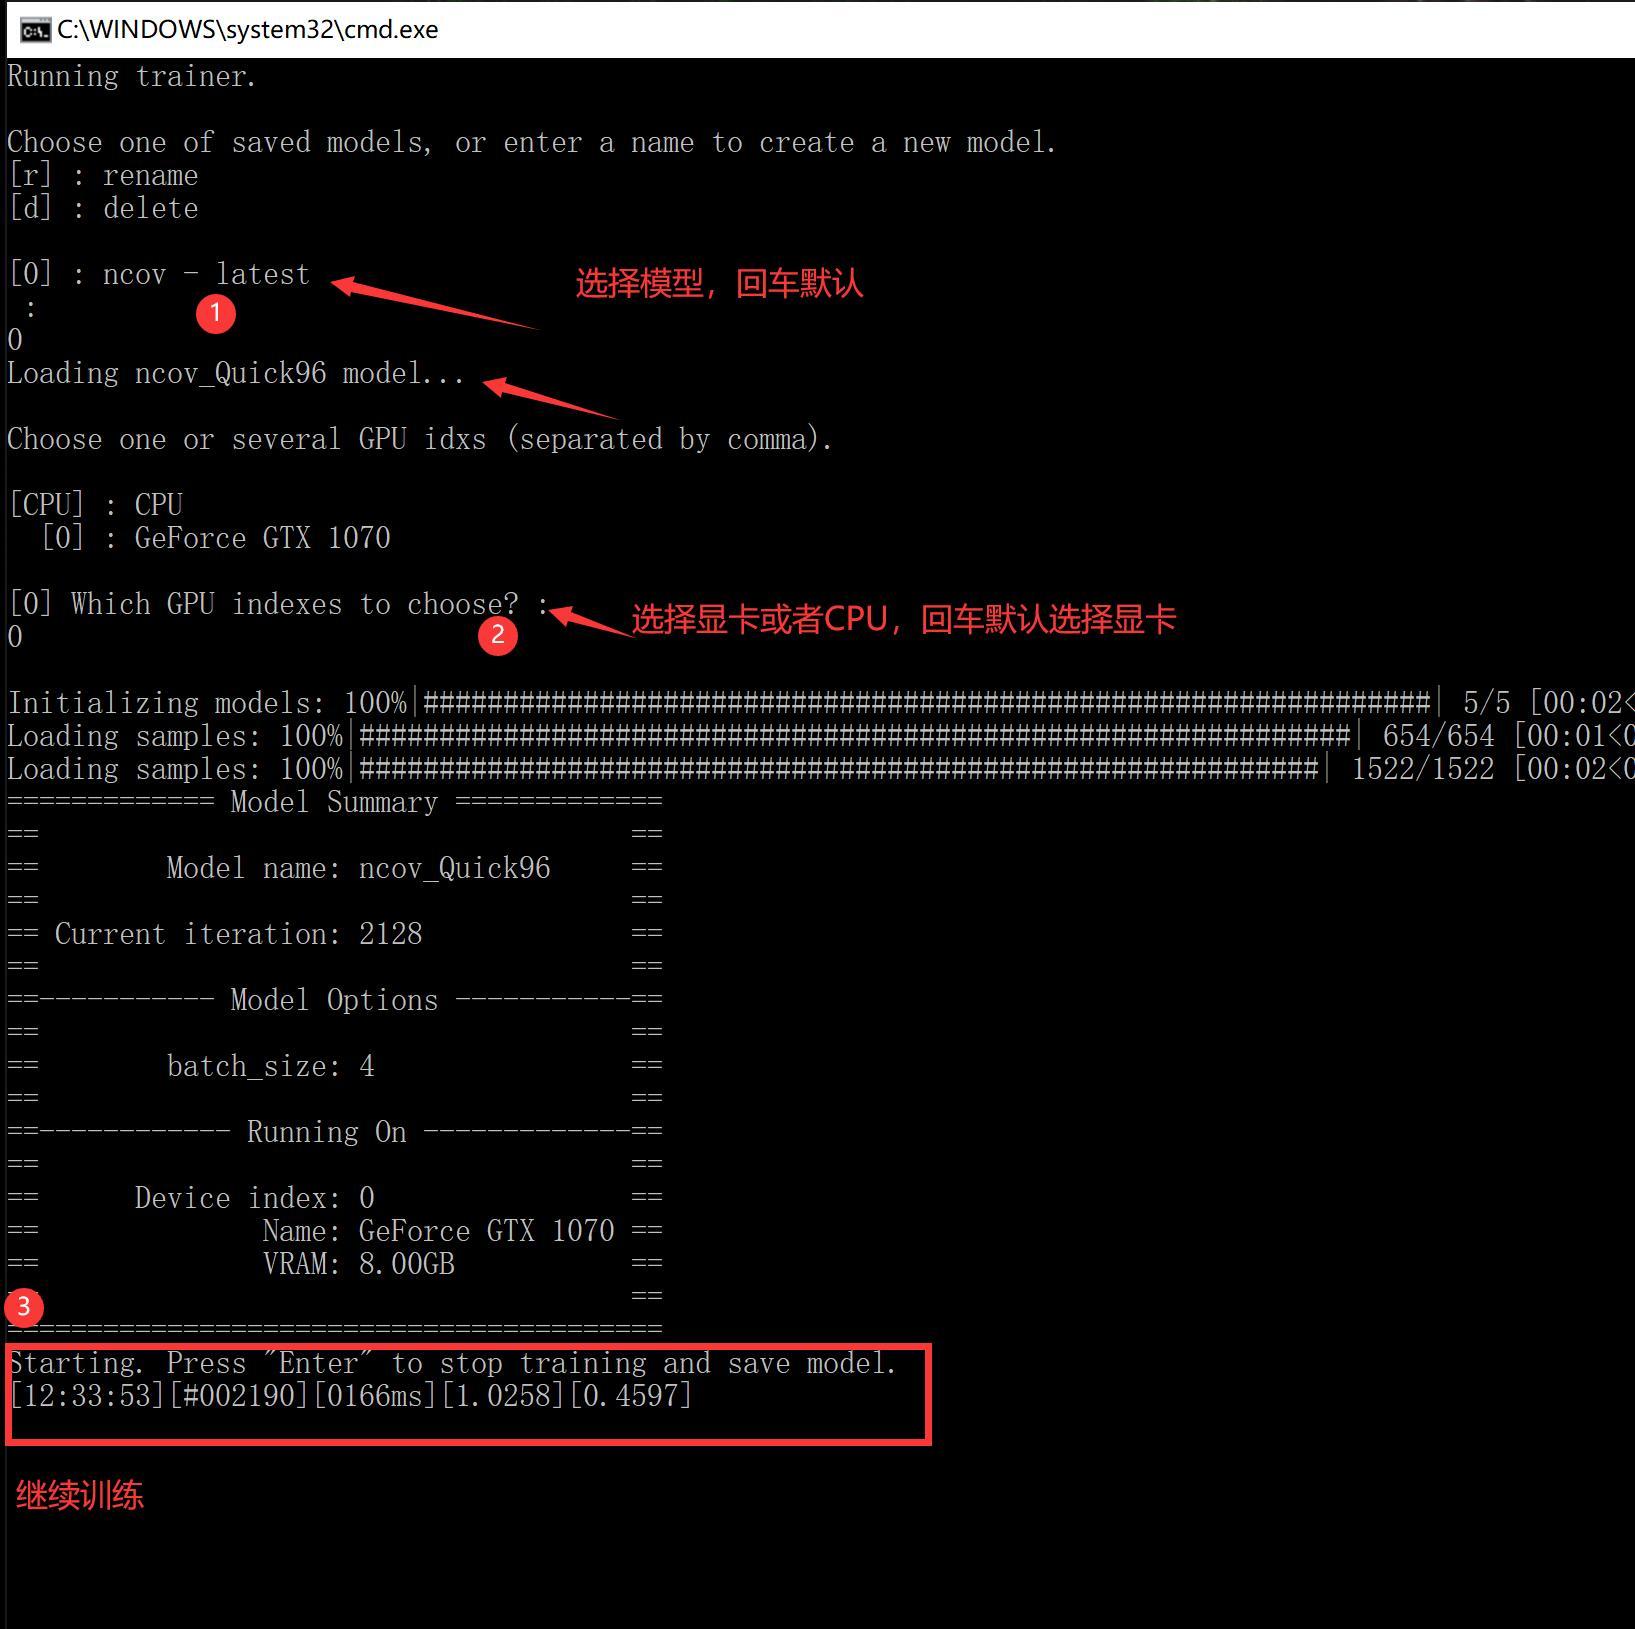 C:\WINDOWS\system32\cmd.exe
Running trainer.
Choose one of saved models, or enter a name to create a new model.
[r] : rename
[d] : delete
[0] : ncov - latest
选择模型，回车默认
:
1
0
Loading ncov_Quick96 model...
Choose one or several GPU idxs (separated by comma).
[CPU] : CPU
[0] : GeForce GTX 1070
[0] Which GPU indexes to choose? :
选择显卡或者CPU，回车默认选择显卡
0
2
Initializing models: 100%|###############################################################| 5/5 [00:02<
Loading samples: 100%|##############################################################| 654/654 [00:01<0
Loading samples: 100%|############################################################| 1522/1522 [00:02<0
============= Model Summary =============
== ==
== Model name: ncov_Quick96 ==
== ==
== Current iteration: 2128 ==
== ==
==----------- Model Options -----------==
== ==
== batch_size: 4 ==
== ==
==------------ Running On -------------==
== ==
== Device index: 0 ==
== Name: GeForce GTX 1070 ==
== VRAM: 8.00GB ==
== ==
3
=========================================
Starting. Press "Enter" to stop training and save model.
[12:33:53][#002190][0166ms][1.0258][0.4597]
继续训练